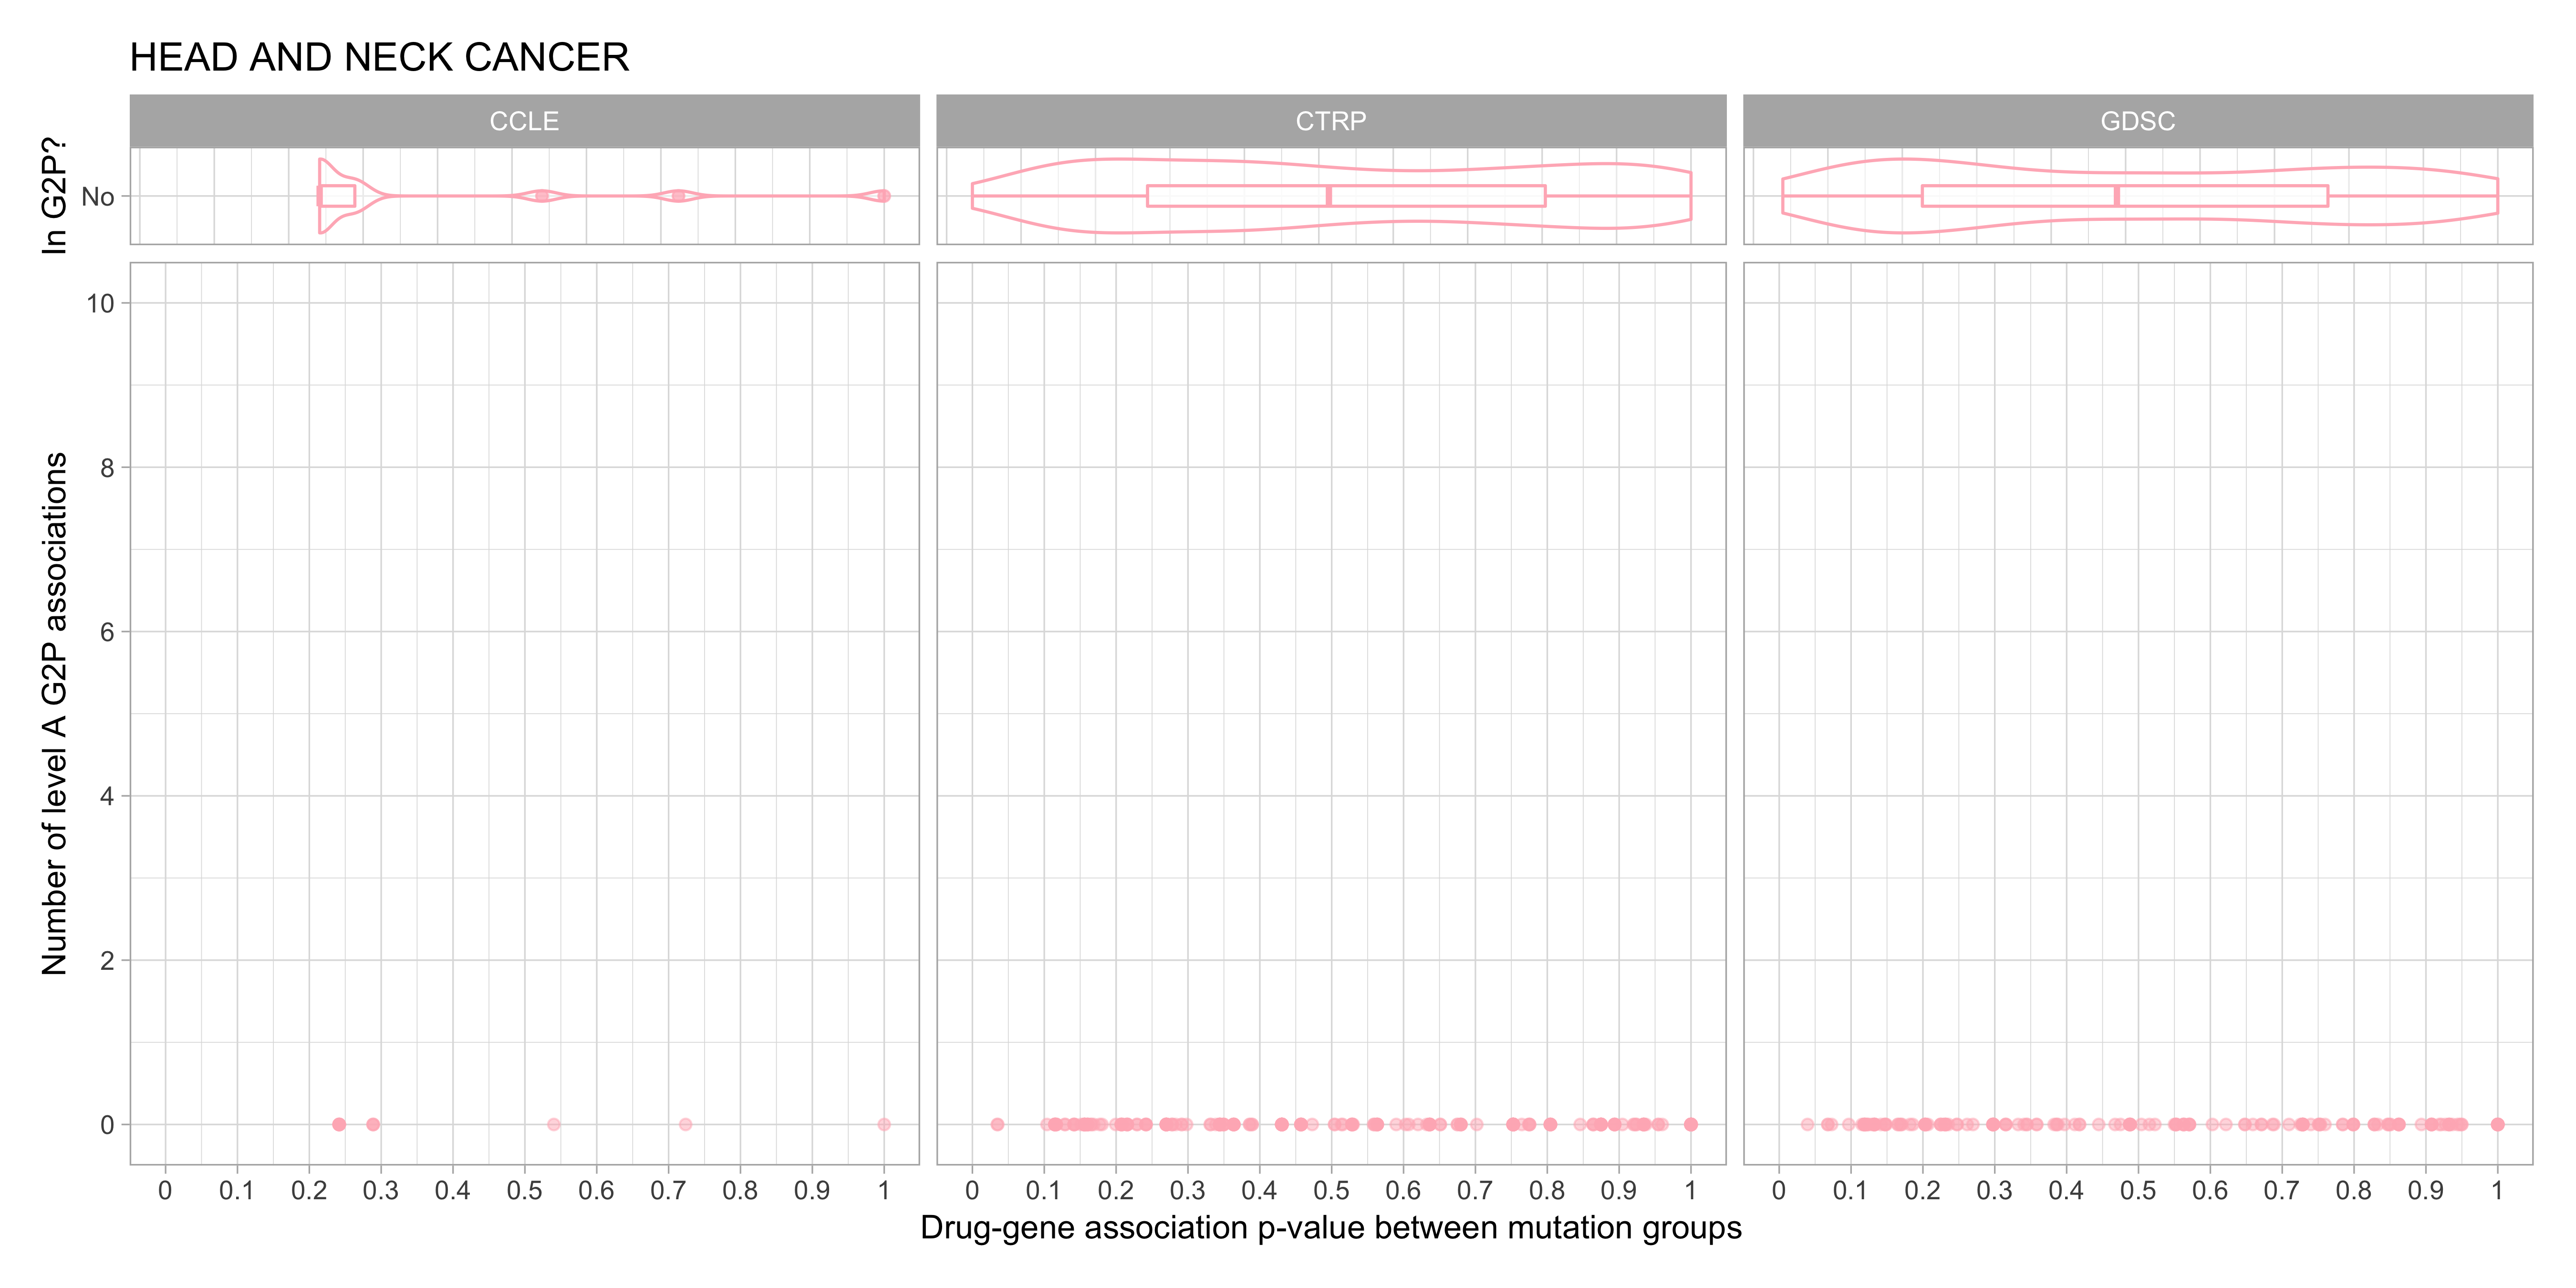 HEAD AND NECK CANCER
CCLE CTRP GDSC
In G2P?
No
Number of level A G2P associations
10
8
6
4
2
0
0 0.1 0.2 0.3 0.4 0.5 0.6 0.7 0.8 0.9 1 0 0.1 0.2 0.3 0.4 0.5 0.6 0.7 0.8 0.9 1 0 0.1 0.2 0.3 0.4 0.5 0.6 0.7 0.8 0.9 1
Drug-gene association p-value between mutation groups